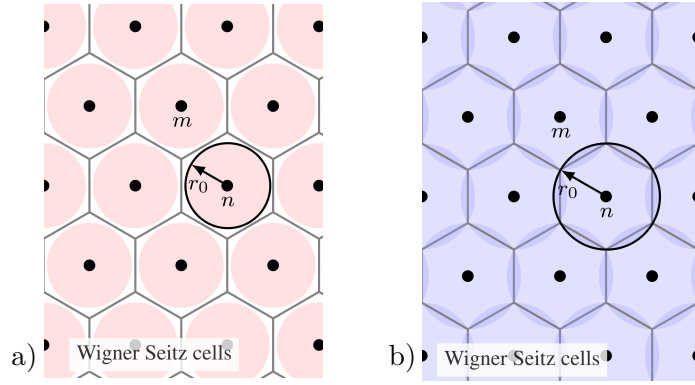 m
r₀
n
a) Wigner Seitz cells
m
r₀
n
b) Wigner Seitz cells